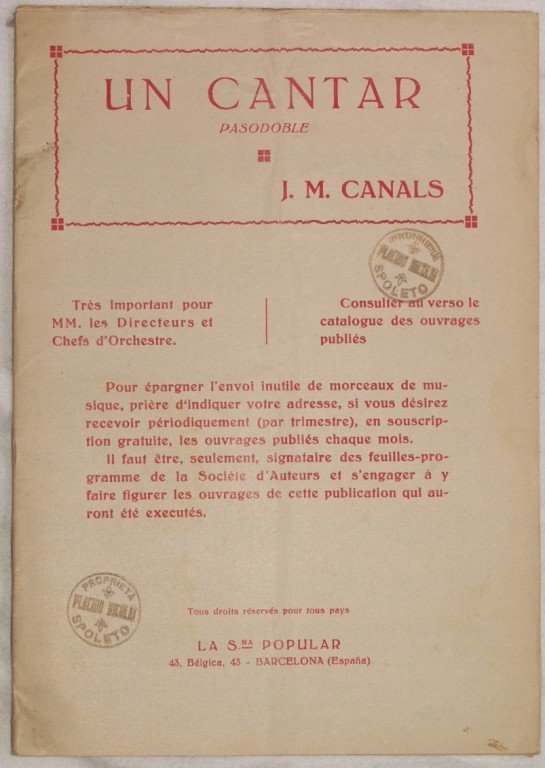 UN CANTAR
PASODOBLE
J. M. CANALS
PROPRIETÀ
PLACIDO NICOLAI
SPOLETO
Très important pour
MM. les Directeurs et
Chefs d'Orchestre.
Consulter au verso le
catalogue des ouvrages
publiés
Pour épargner l'envoi inutile de morceaux de mu-
sique, prière d'indiquer votre adresse, si vous désirez
recevoir périodiquement (par trimestre), en souscrip-
tion gratuite, les ouvrages publiés chaque mois.
Il faut être, seulement, signataire des feuilles-pro-
gramme de la Société d'Auteurs et s'engager à y
faire figurer les ouvrages de cette publication qui au-
ront été executés.
PROPRIETÀ
PLACIDO NICOLAI
SPOLETO
Tous droits réservés pour tous pays
LA S.NA POPULAR
43, Bélgica, 43 - BARCELONA (España)